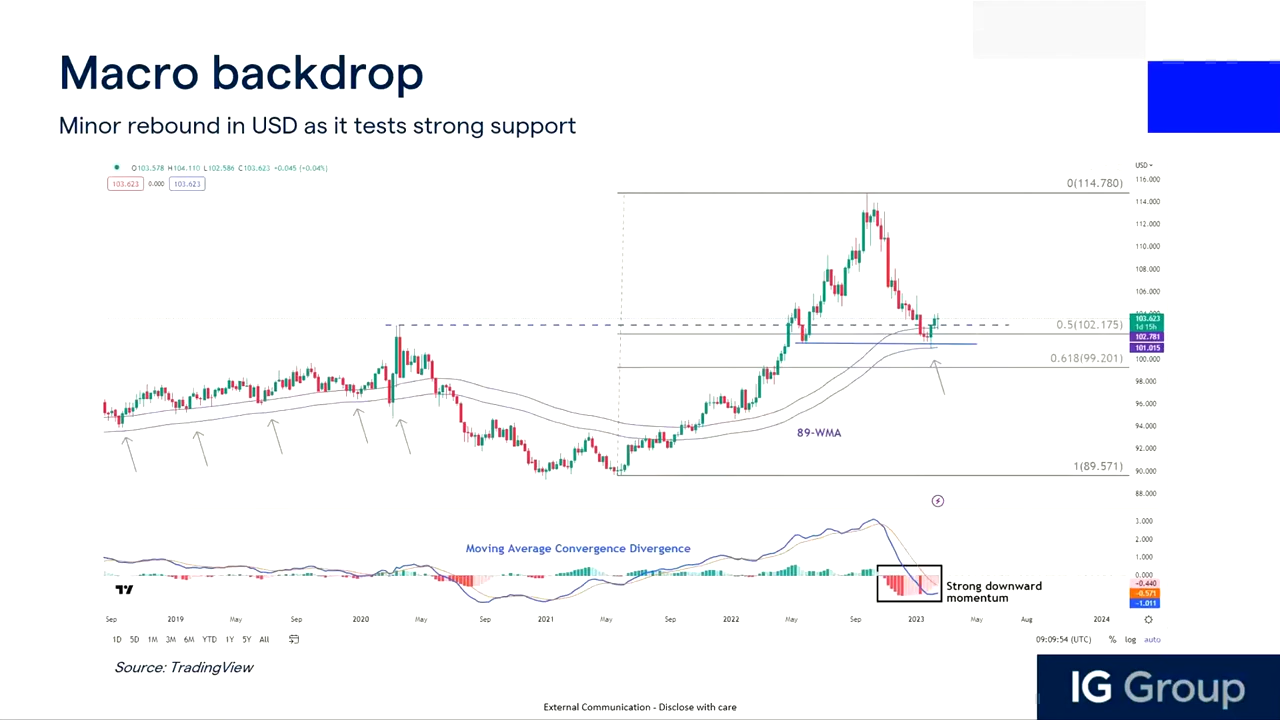 Macro backdrop
Minor rebound in USD as it tests strong support
O103.578 H104.110 L102.586 C103.623 +0.045 (+0.04%)
103.623 0.000 103.623
USD
116.000
0(114.780)
114.000
112.000
110.000
108.000
106.000
103.623
1d 15h
0.5(102.175)
102.781
101.015
100.000
0.618(99.201)
98.000
96.000
94.000
89-WMA
92.000
1(89.571)
90.000
88.000
3.000
2.000
Moving Average Convergence Divergence
1.000
0.000
-0.440
Strong downward
momentum
-0.571
-1.011
Sep 2019 May Sep 2020 May Sep 2021 May Sep 2022 May Sep 2023 May Aug 2024
1D 5D 1M 3M 6M YTD 1Y 5Y All
09:09:54 (UTC) % log auto
Source: TradingView
IG Group
External Communication - Disclose with care